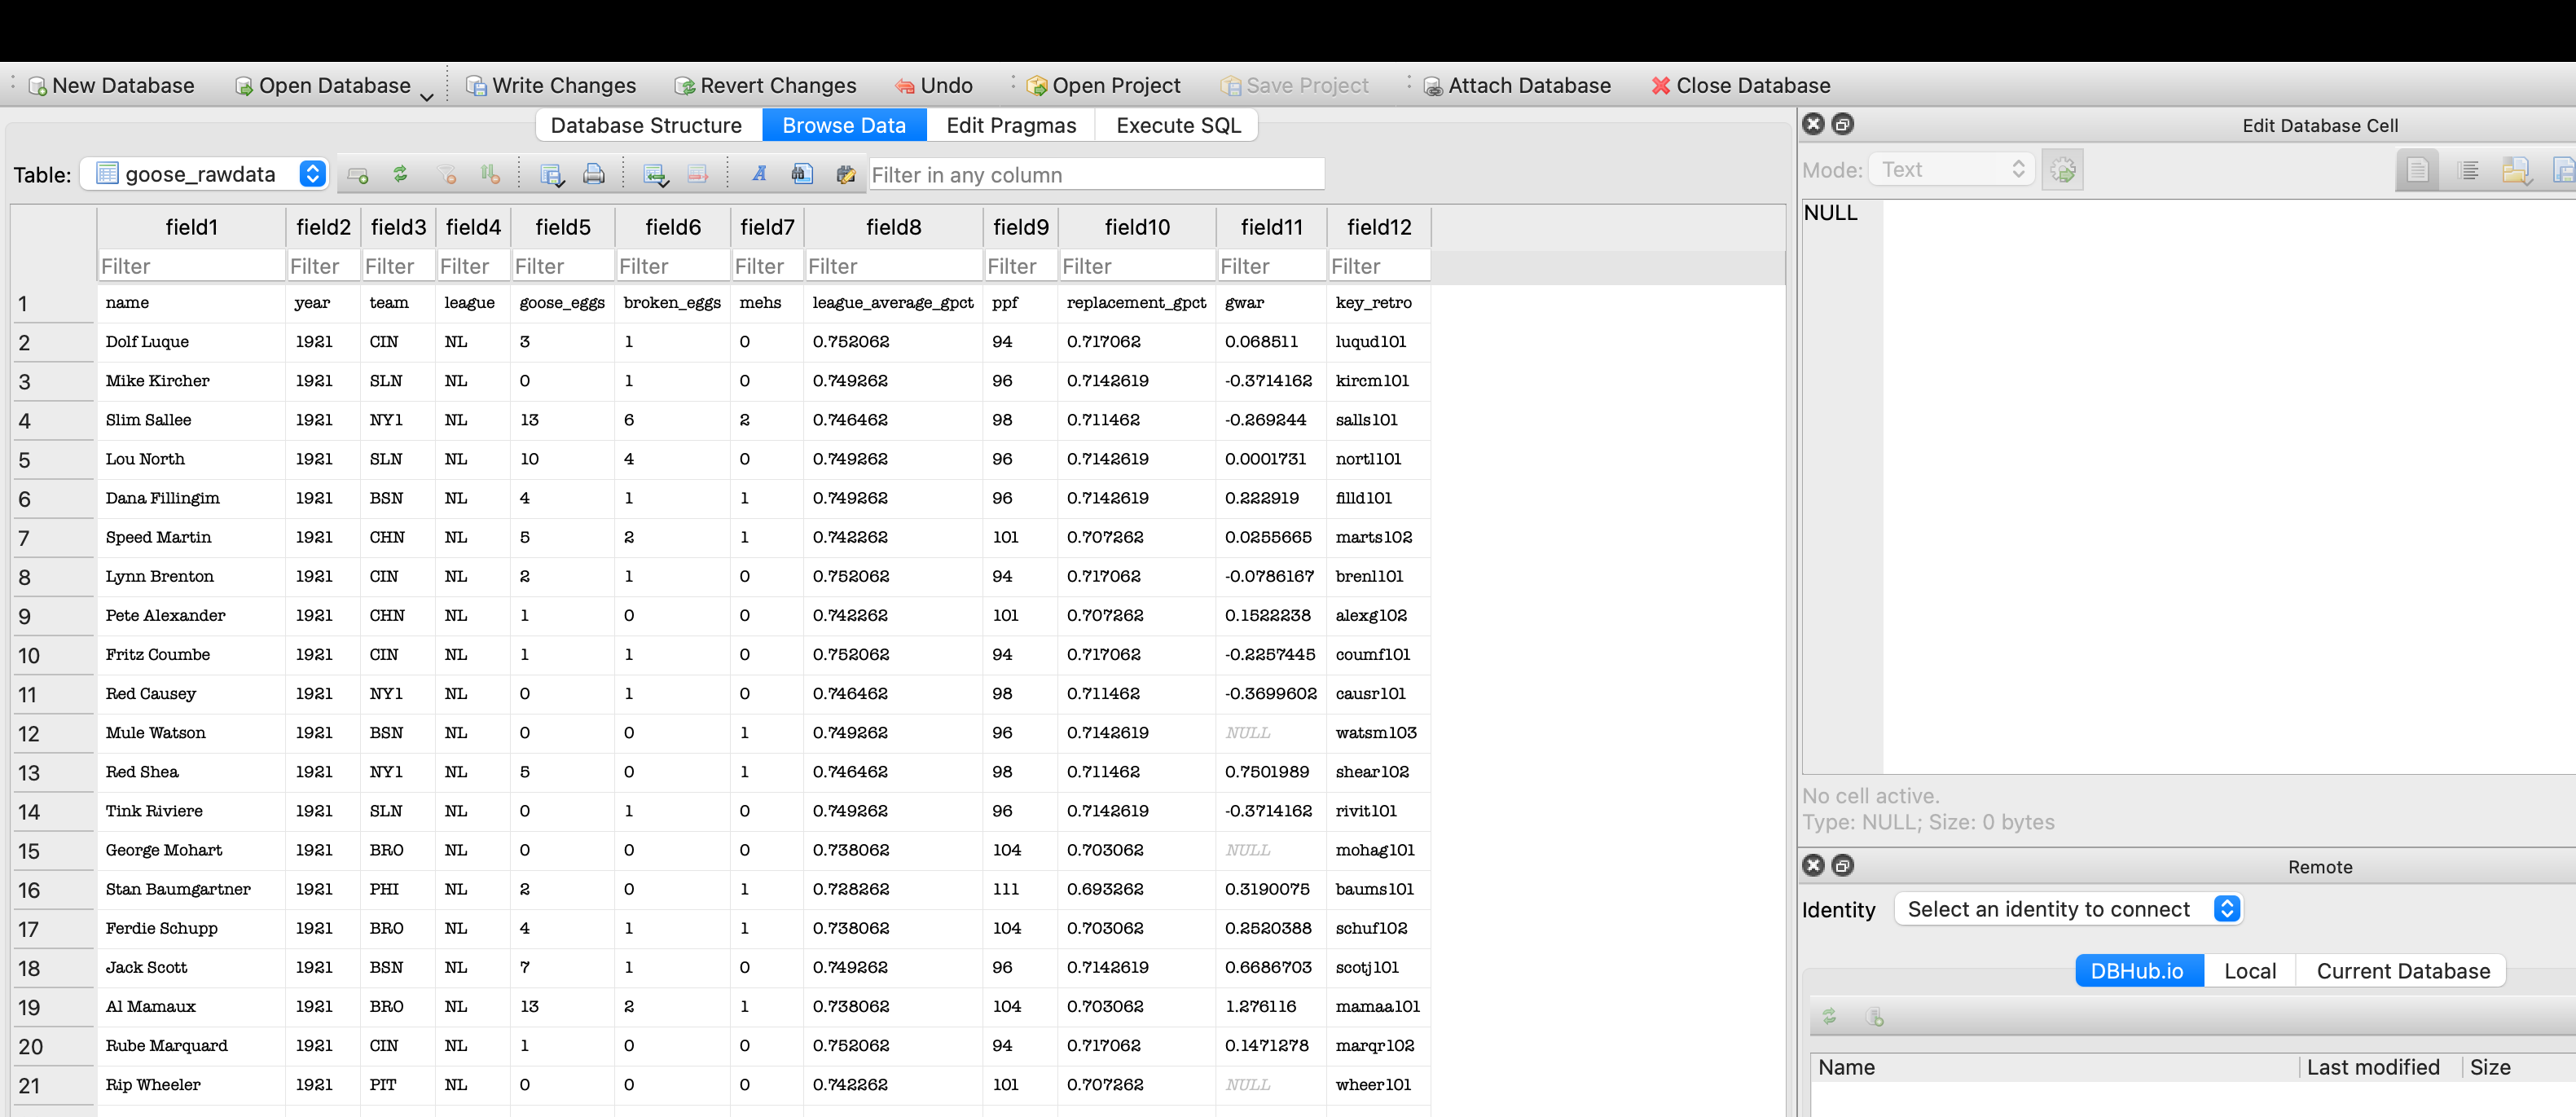 New Database Open Database Write Changes Revert Changes Undo Open Project Save Project Attach Database Close Database
Database Structure Browse Data Edit Pragmas Execute SQL
Table: goose_rawdata Filter in any column
field1 field2 field3 field4 field5 field6 field7 field8 field9 field10 field11 field12
Filter Filter Filter Filter Filter Filter Filter Filter Filter Filter Filter Filter
1 name year team league goose_eggs broken_eggs mehs league_average_gpct ppf replacement_gpct gwar key_retro
2 Dolf Luque 1921 CIN NL 3 1 0 0.752062 94 0.717062 0.068511 luqud101
3 Mike Kircher 1921 SLN NL 0 1 0 0.749262 96 0.7142619 -0.3714162 kircm101
4 Slim Sallee 1921 NY1 NL 13 6 2 0.746462 98 0.711462 -0.269244 salls101
5 Lou North 1921 SLN NL 10 4 0 0.749262 96 0.7142619 0.0001731 nortl101
6 Dana Fillingim 1921 BSN NL 4 1 1 0.749262 96 0.7142619 0.222919 filld101
7 Speed Martin 1921 CHN NL 5 2 1 0.742262 101 0.707262 0.0255665 marts102
8 Lynn Brenton 1921 CIN NL 2 1 0 0.752062 94 0.717062 -0.0786167 brenl101
9 Pete Alexander 1921 CHN NL 1 0 0 0.742262 101 0.707262 0.1522238 alexg102
10 Fritz Coumbe 1921 CIN NL 1 1 0 0.752062 94 0.717062 -0.2257445 coumf101
11 Red Causey 1921 NY1 NL 0 1 0 0.746462 98 0.711462 -0.3699602 causr101
12 Mule Watson 1921 BSN NL 0 0 1 0.749262 96 0.7142619 NULL watsm103
13 Red Shea 1921 NY1 NL 5 0 1 0.746462 98 0.711462 0.7501989 shear102
14 Tink Riviere 1921 SLN NL 0 1 0 0.749262 96 0.7142619 -0.3714162 rivit101
15 George Mohart 1921 BRO NL 0 0 0 0.738062 104 0.703062 NULL mohag101
16 Stan Baumgartner 1921 PHI NL 2 0 1 0.728262 111 0.693262 0.3190075 baums101
17 Ferdie Schupp 1921 BRO NL 4 1 1 0.738062 104 0.703062 0.2520388 schuf102
18 Jack Scott 1921 BSN NL 7 1 0 0.749262 96 0.7142619 0.6686703 scotj101
19 Al Mamaux 1921 BRO NL 13 2 1 0.738062 104 0.703062 1.276116 mamaa101
20 Rube Marquard 1921 CIN NL 1 0 0 0.752062 94 0.717062 0.1471278 marqr102
21 Rip Wheeler 1921 PIT NL 0 0 0 0.742262 101 0.707262 NULL wheer101
Edit Database Cell
Mode: Text
NULL
No cell active.
Type: NULL; Size: 0 bytes
Remote
Identity Select an identity to connect
DBHub.io Local Current Database
Name Last modified Size